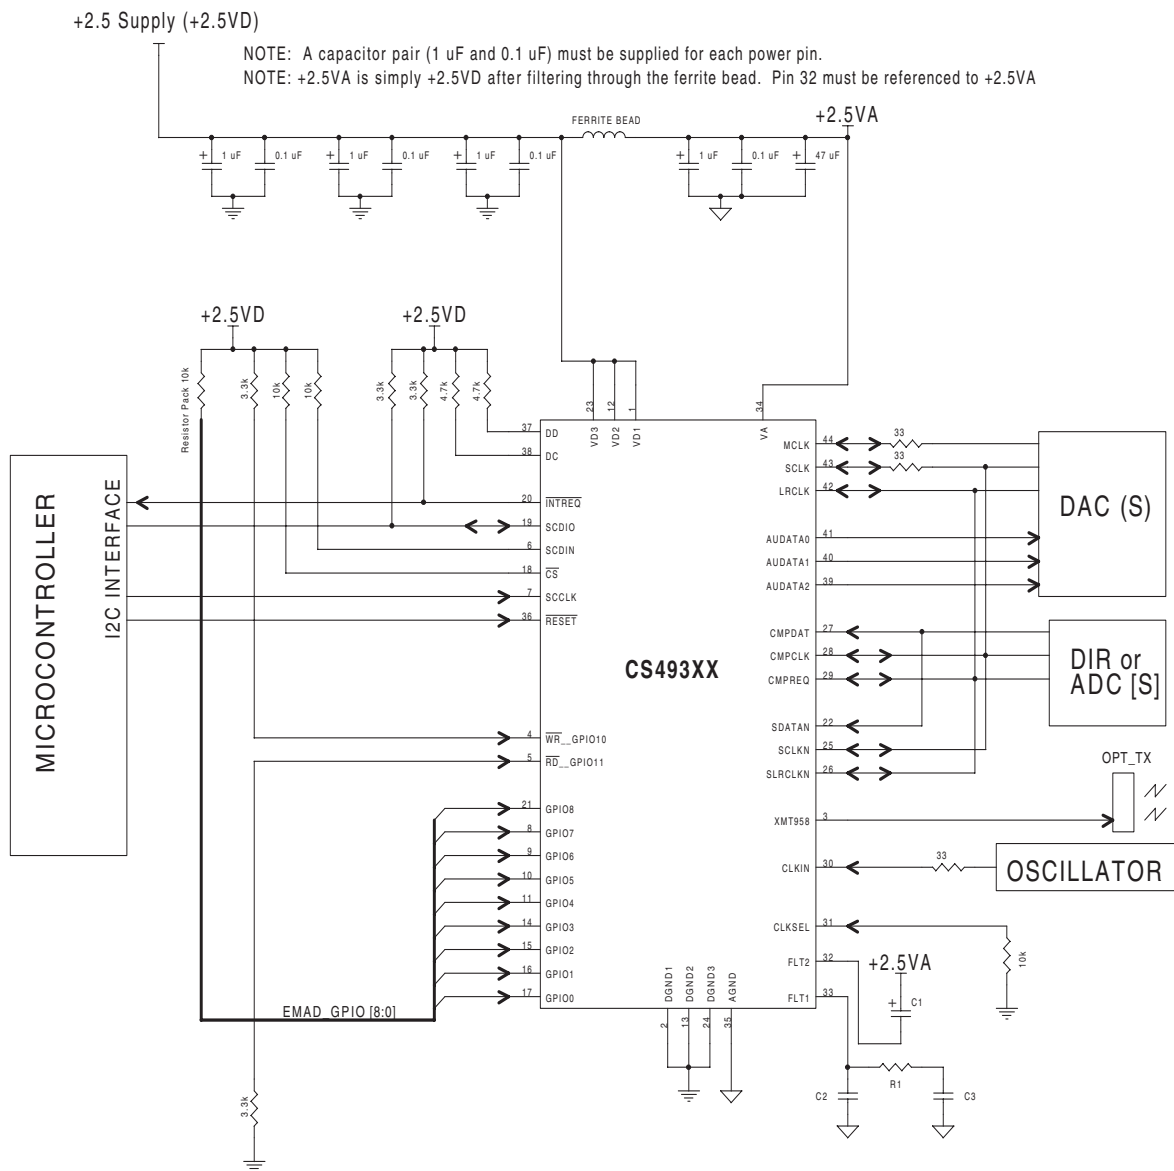 +2.5 Supply (+2.5VD)
NOTE: A capacitor pair (1 uF and 0.1 uF) must be supplied for each power pin.
NOTE: +2.5VA is simply +2.5VD after filtering through the ferrite bead. Pin 32 must be referenced to +2.5VA
FERRITE BEAD
+2.5VA
+ 1 uF
0.1 uF
+ 1 uF
0.1 uF
+ 1 uF
0.1 uF
+ 1 uF
0.1 uF
+ 47 uF
+2.5VD
+2.5VD
Resistor Pack 10k
3.3k
10k
10k
3.3k
3.3k
4.7k
4.7k
23
12
1
34
VD3
VD2
VD1
VA
MICROCONTROLLER
I2C INTERFACE
CS493XX
37 DD
38 DC
20 INTREQ
19 SCDIO
6 SCDIN
18 CS
7 SCCLK
36 RESET
4 WR__GPIO10
5 RD__GPIO11
21 GPIO8
8 GPIO7
9 GPIO6
10 GPIO5
11 GPIO4
14 GPIO3
15 GPIO2
16 GPIO1
17 GPIO0
EMAD_GPIO [8:0]
3.3k
MCLK 44
33
SCLK 43
33
LRCLK 42
AUDATA0 41
AUDATA1 40
AUDATA2 39
DAC (S)
CMPDAT 27
CMPCLK 28
CMPREQ 29
DIR or
ADC [S]
SDATAN 22
SCLKN 25
SLRCLKN 26
OPT_TX
XMT958 3
CLKIN 30
33
OSCILLATOR
CLKSEL 31
10k
FLT2 32
+2.5VA
+ C1
FLT1 33
DGND1
DGND2
DGND3
AGND
2
13
24
35
C2
R1
C3